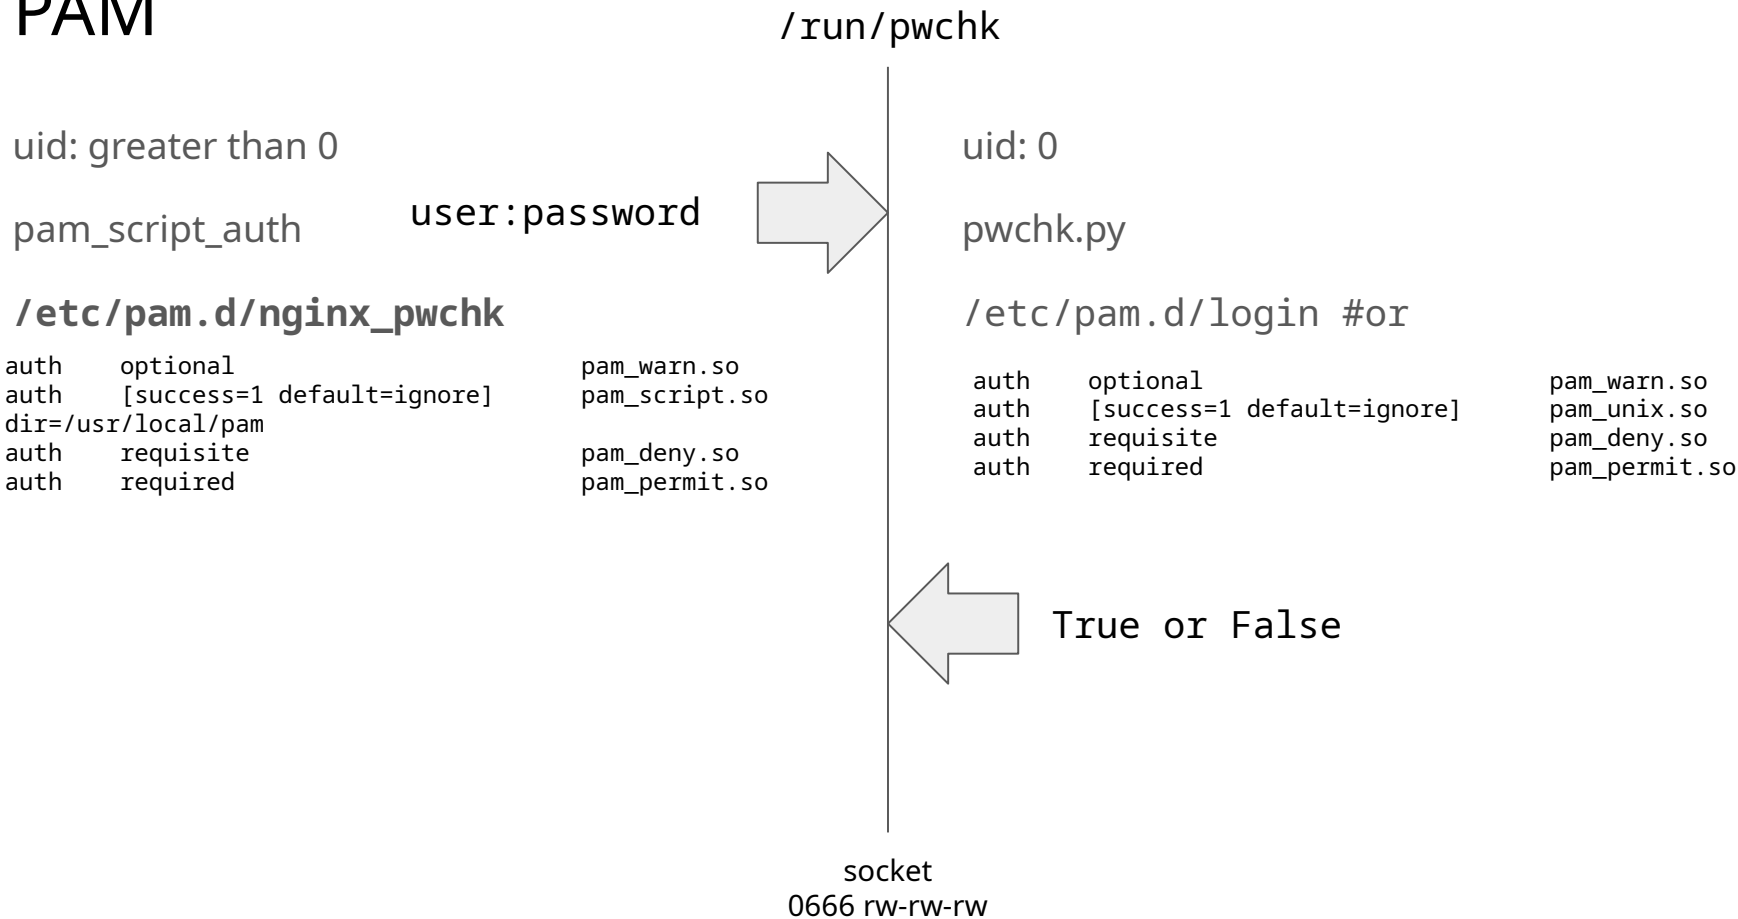 PAM
/run/pwchk
uid: greater than 0
pam_script_auth
user:password
/etc/pam.d/nginx_pwchk
auth    optional                        pam_warn.so
auth    [success=1 default=ignore]      pam_script.so
dir=/usr/local/pam
auth    requisite                       pam_deny.so
auth    required                        pam_permit.so
uid: 0
pwchk.py
/etc/pam.d/login #or
auth    optional                        pam_warn.so
auth    [success=1 default=ignore]      pam_unix.so
auth    requisite                       pam_deny.so
auth    required                        pam_permit.so
True or False
socket
0666 rw-rw-rw